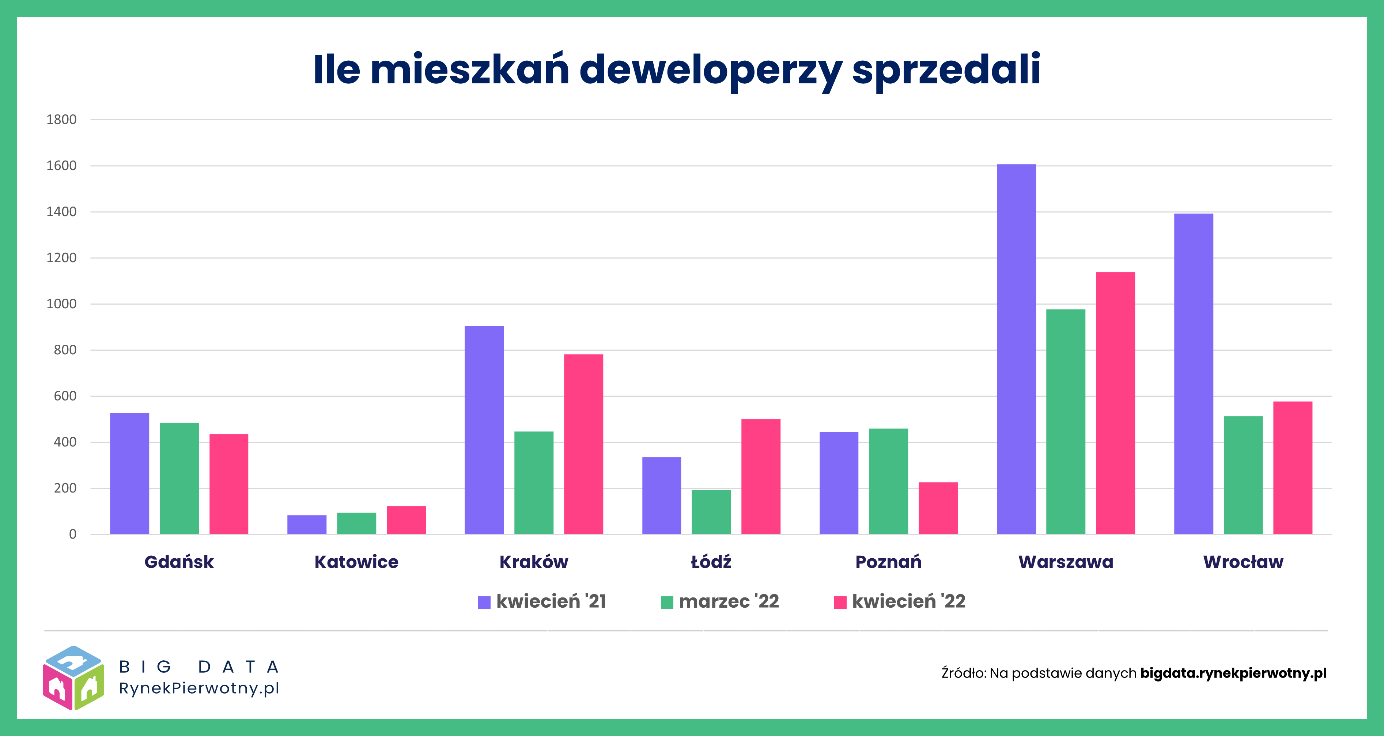 Ile mieszkań deweloperzy sprzedali
1800
1600
1400
1200
1000
800
600
400
200
0
Gdańsk Katowice Kraków Łódź Poznań Warszawa Wrocław
kwiecień '21 marzec '22 kwiecień '22
BIG DATA
RynekPierwotny.pl
Źródło: Na podstawie danych bigdata.rynekpierwotny.pl